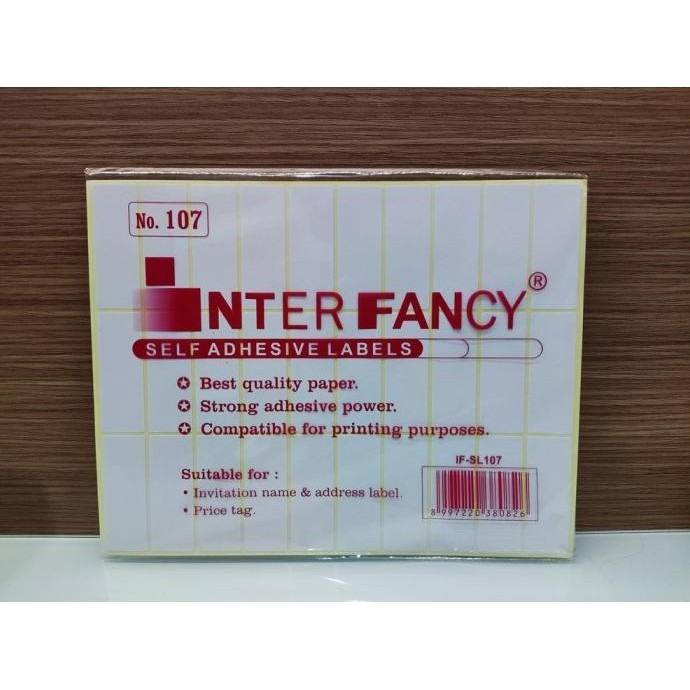 No. 107
INTER FANCY®
SELF ADHESIVE LABELS
Best quality paper.
Strong adhesive power.
Compatible for printing purposes.
Suitable for :
• Invitation name & address label.
• Price tag.
IF-SL107
8 997220 380826